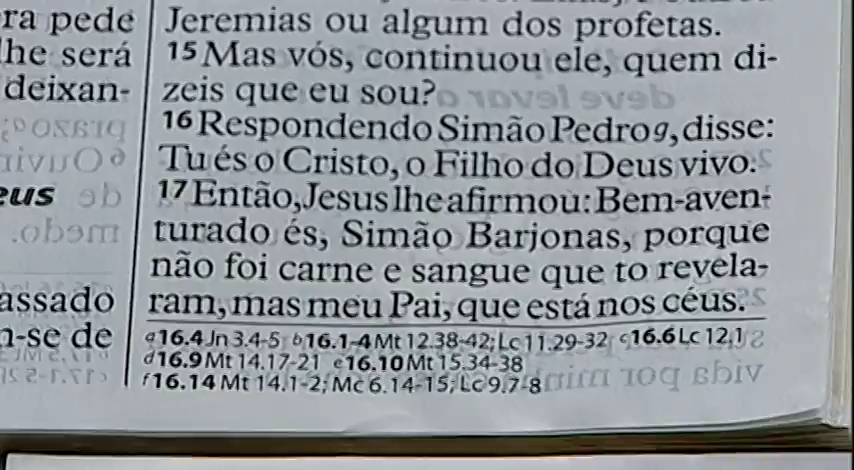 ra pede
lhe será
deixan-
eus
assado
n-se de
Jeremias ou algum dos profetas.
15 Mas vós, continuou ele, quem di-
zeis que eu sou?
16 Respondendo Simão Pedro g, disse:
Tu és o Cristo, o Filho do Deus vivo.
17 Então, Jesus lhe afirmou: Bem-aven-
turado és, Simão Barjonas, porque
não foi carne e sangue que to revela-
ram, mas meu Pai, que está nos céus.
a 16.4 Jn 3.4-5 b 16.1-4 Mt 12.38-42; Lc 11.29-32 c 16.6 Lc 12.1
d 16.9 Mt 14.17-21 e 16.10 Mt 15.34-38
f 16.14 Mt 14.1-2; Mc 6.14-15; Lc 9.7-8